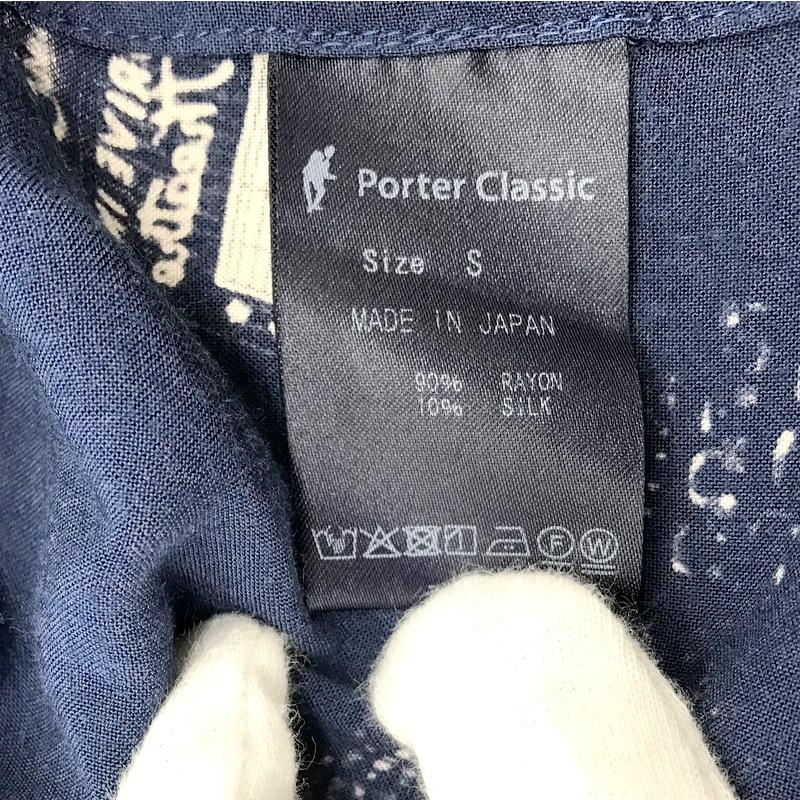 Porter Classic
Size S
MADE IN JAPAN
90% RAYON
10% SILK
F W